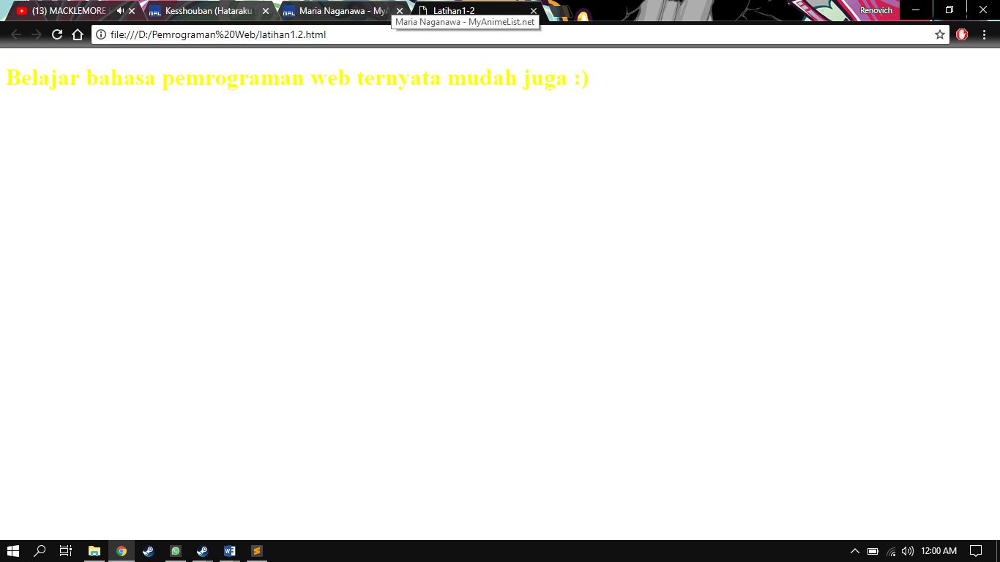 (13) MACKLEMORE
Kesshouban (Hataraku
Maria Naganawa - MyA
Latihan1-2
Renovich
Maria Naganawa - MyAnimeList.net
file:///D:/Pemrograman%20Web/latihan1.2.html
Belajar bahasa pemrograman web ternyata mudah juga :)
12:00 AM